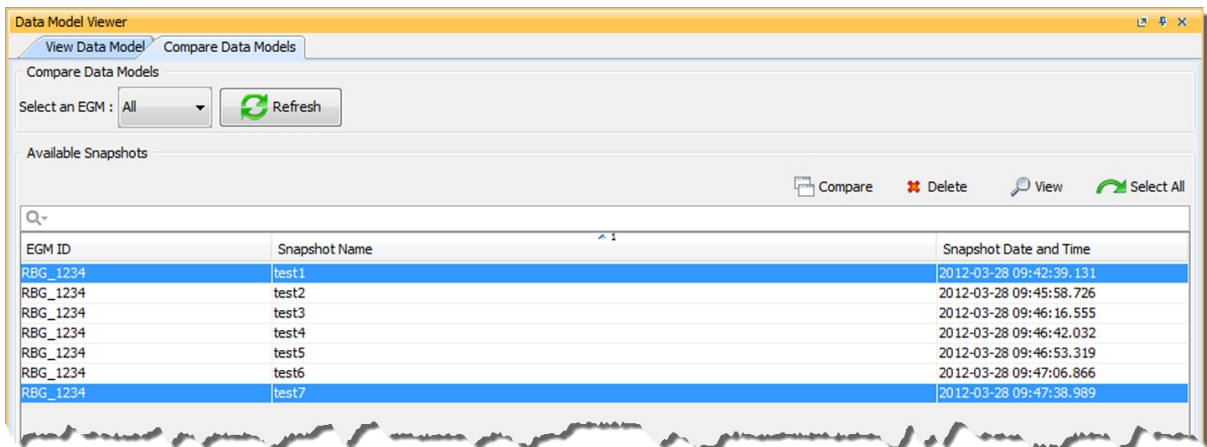 Data Model Viewer
View Data Model Compare Data Models
Compare Data Models
Select an EGM : All Refresh
Available Snapshots
Compare Delete View Select All
1
EGM ID Snapshot Name Snapshot Date and Time
RBG_1234 test1 2012-03-28 09:42:39.131
RBG_1234 test2 2012-03-28 09:45:58.726
RBG_1234 test3 2012-03-28 09:46:16.555
RBG_1234 test4 2012-03-28 09:46:42.032
RBG_1234 test5 2012-03-28 09:46:53.319
RBG_1234 test6 2012-03-28 09:47:06.866
RBG_1234 test7 2012-03-28 09:47:38.989